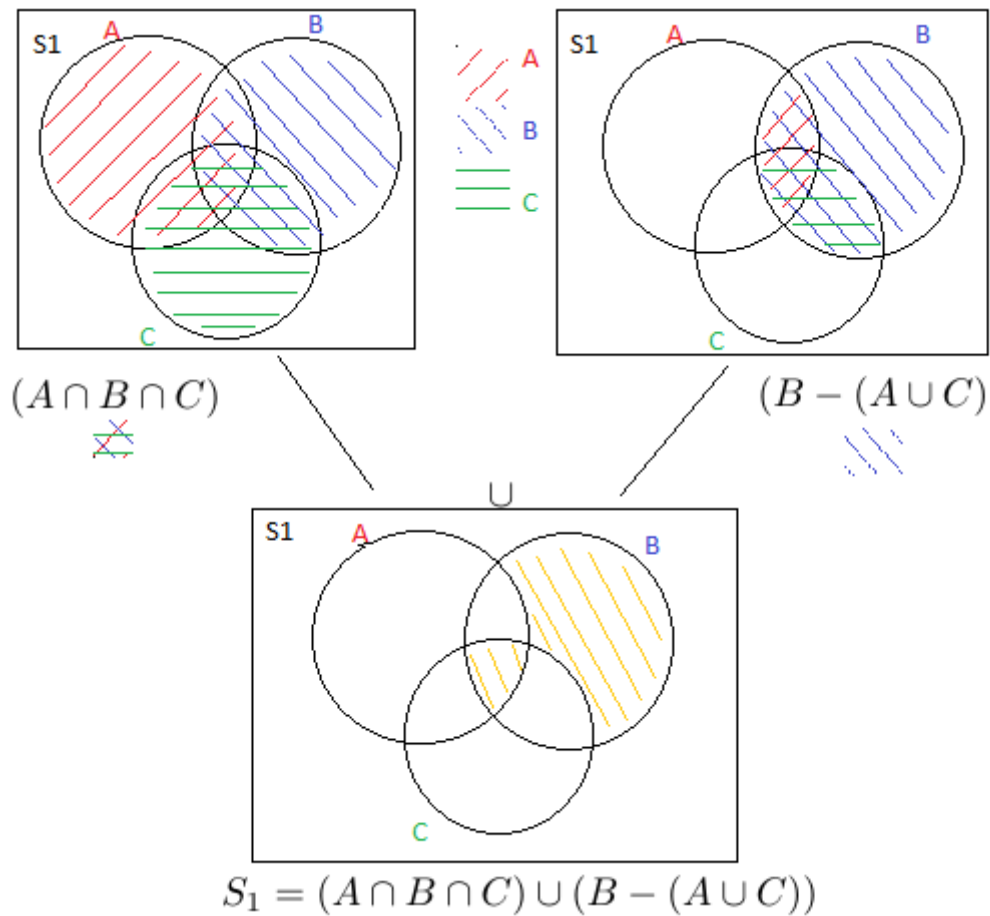 S1
A
B
A
B
C
C
S1
A
B
C
(A ∩ B ∩ C)
(B − (A ∪ C)
∪
S1
A
B
C
S₁ = (A ∩ B ∩ C) ∪ (B − (A ∪ C))